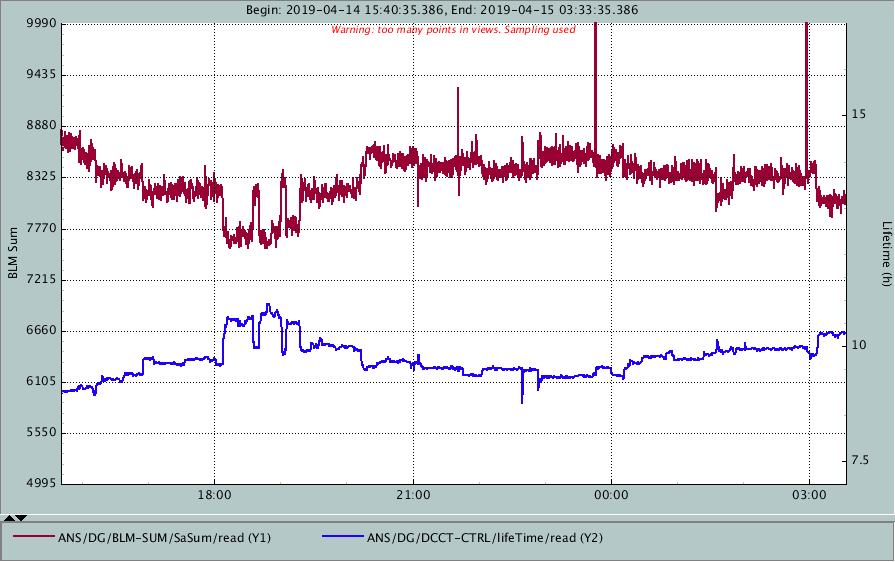 Begin: 2019-04-14 15:40:35.386, End: 2019-04-15 03:33:35.386
Warning: too many points in views. Sampling used
9990
9435
8880
8325
7770
7215
6660
6105
5550
4995
BLM Sum
15
10
7.5
Lifetime (h)
18:00 21:00 00:00 03:00
ANS/DG/BLM-SUM/SaSum/read (Y1) ANS/DG/DCCT-CTRL/lifeTime/read (Y2)